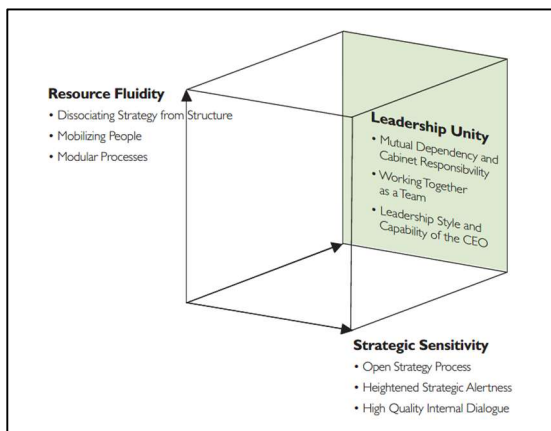 Resource Fluidity
• Dissociating Strategy from Structure
• Mobilizing People
• Modular Processes
Leadership Unity
• Mutual Dependency and
Cabinet Responsibvility
• Working Together
as a Team
• Leadership Style and
Capability of the CEO
Strategic Sensitivity
• Open Strategy Process
• Heightened Strategic Alertness
• High Quality Internal Dialogue